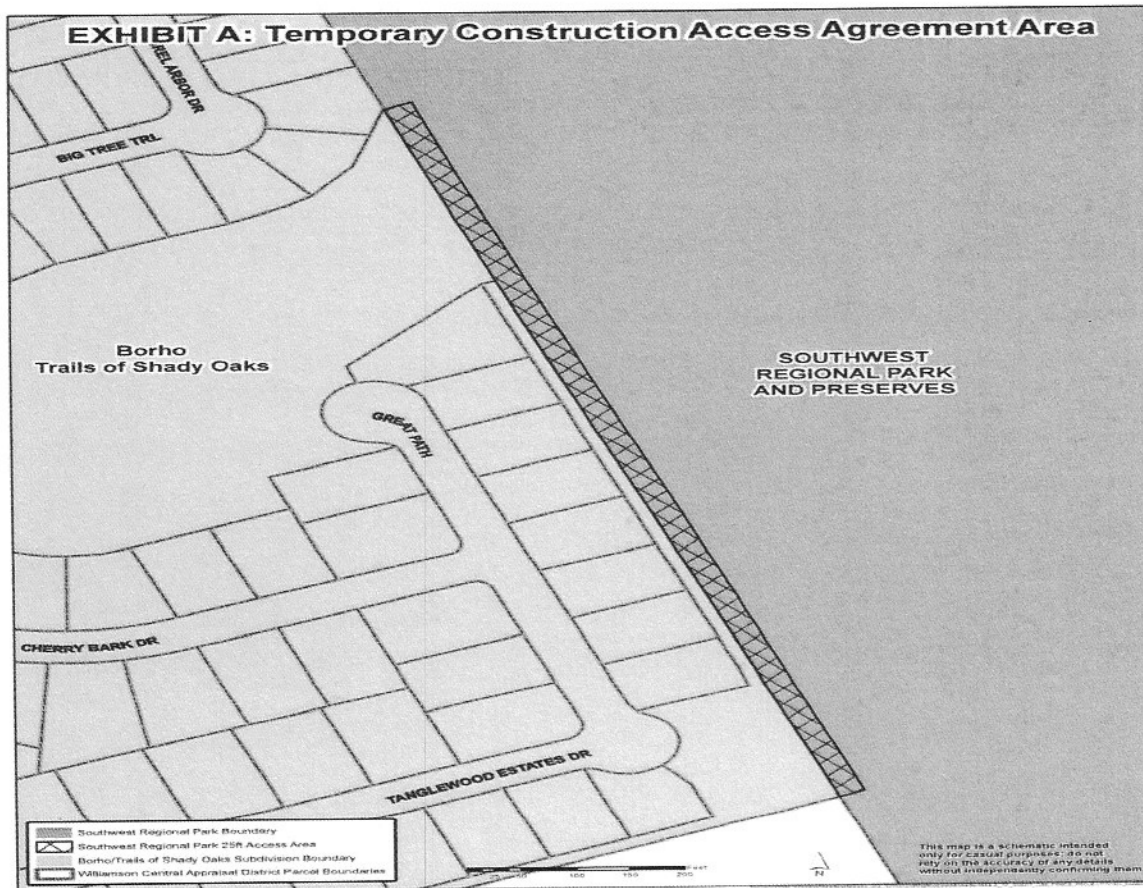 EXHIBIT A: Temporary Construction Access Agreement Area
REL ARBOR DR
BIG TREE TRL
Borho
Trails of Shady Oaks
SOUTHWEST
REGIONAL PARK
AND PRESERVES
GREAT PATH
CHERRY BARK DR
TANGLEWOOD ESTATES DR
Southwest Regional Park Boundary
Southwest Regional Park 25ft Access Area
Borho/Trails of Shady Oaks Subdivision Boundary
Williamson Central Appraisal District Parcel Boundaries
100
200
FEET
N
This map is a schematic intended
only for casual purposes; do not
rely on the accuracy of any details
without independently confirming them